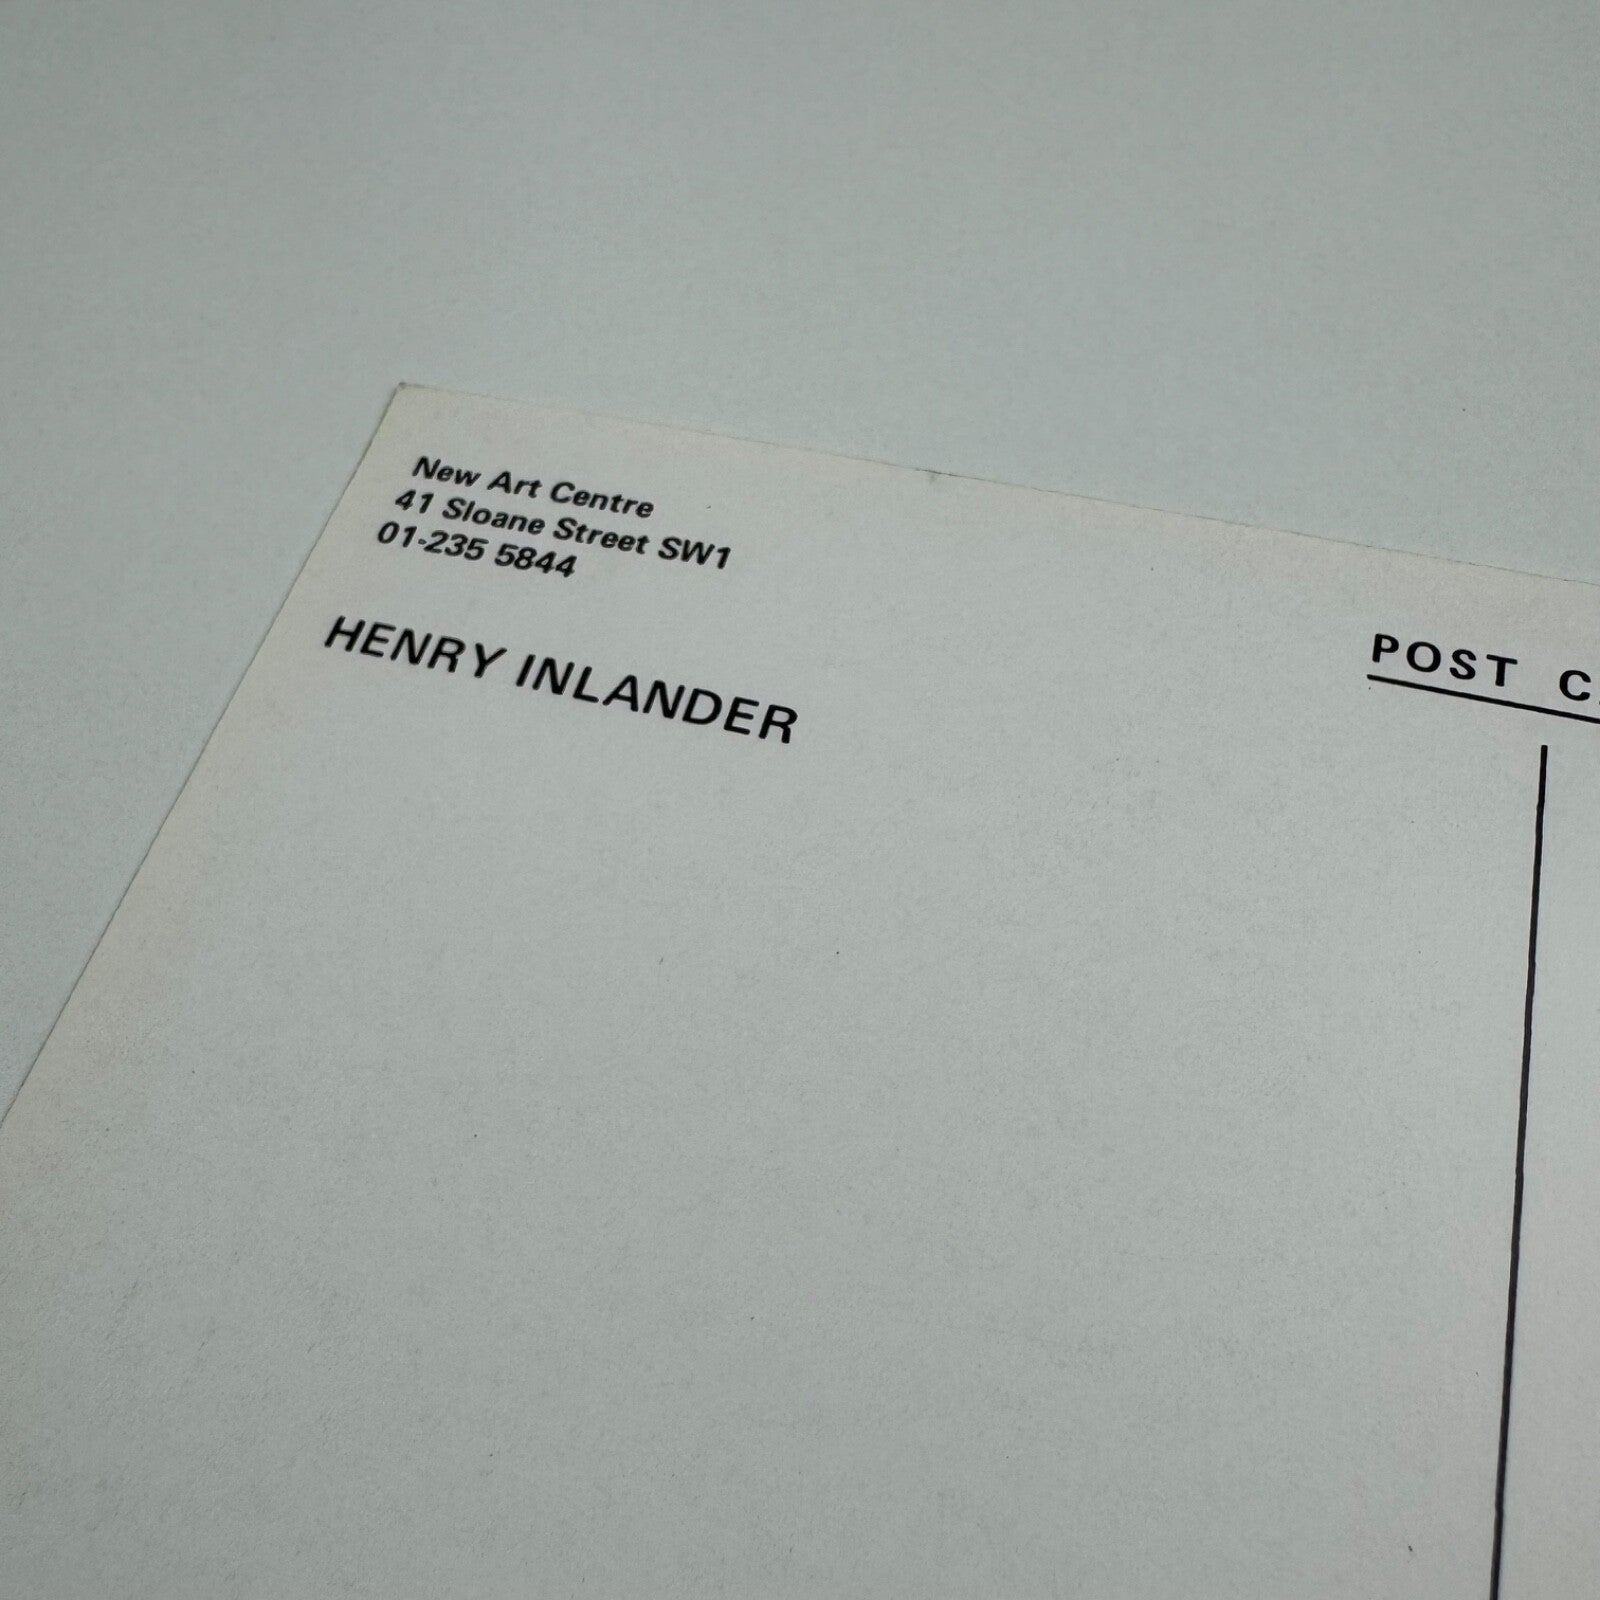 New Art Centre
41 Sloane Street SW1
01-235 5844
HENRY INLANDER
POST